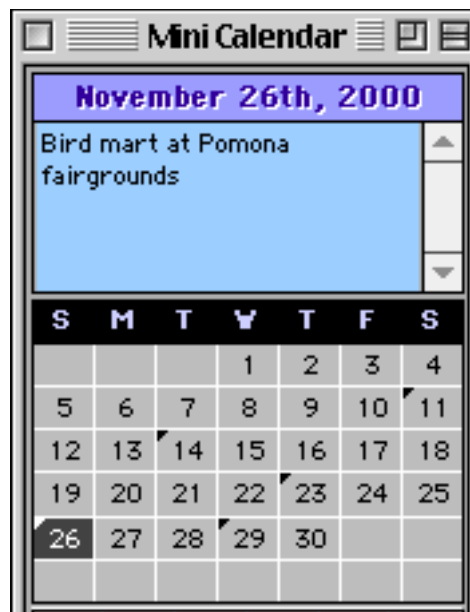 Mini Calendar
November 26th, 2000
Bird mart at Pomona
fairgrounds
S M T W T F S
1 2 3 4
5 6 7 8 9 10 11
12 13 14 15 16 17 18
19 20 21 22 23 24 25
26 27 28 29 30